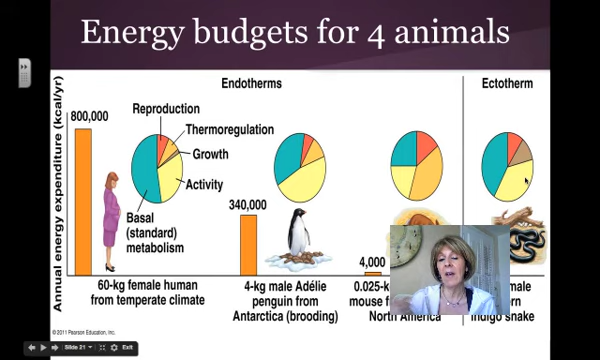 Energy budgets for 4 animals
Annual energy expenditure (kcal/yr)
Endotherms
Ectotherm
800,000
Reproduction
Thermoregulation
Growth
Activity
Basal
(standard)
metabolism
340,000
4,000
60-kg female human
from temperate climate
4-kg male Adélie
penguin from
Antarctica (brooding)
0.025-k
mouse f
North America
male
ern
indigo snake
© 2011 Pearson Education, Inc.
Slide 21
Exit